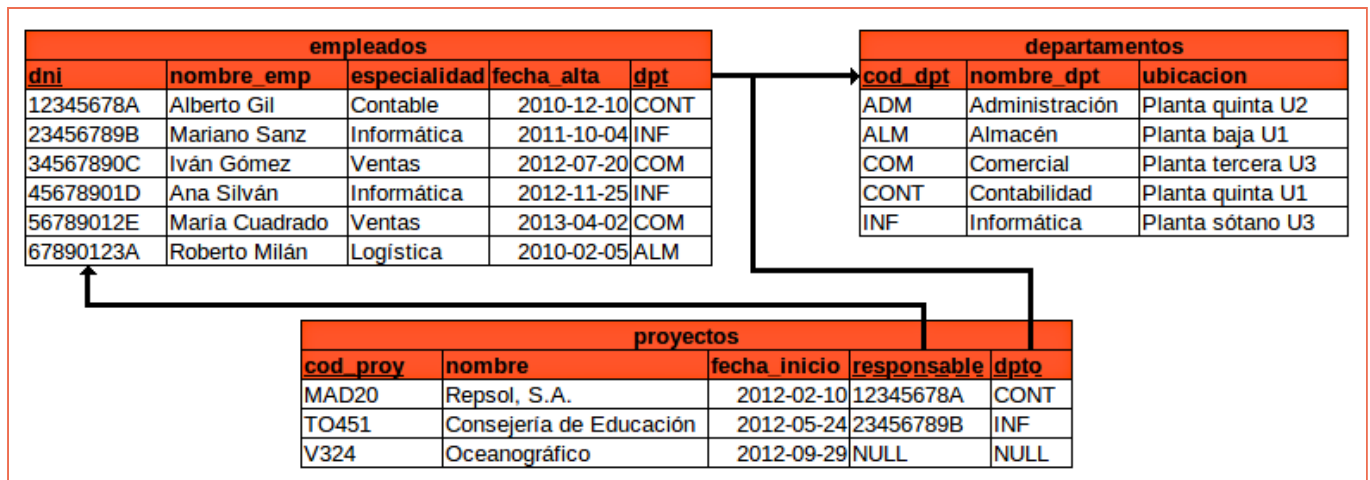 empleados
dni nombre_emp especialidad fecha_alta dpt
12345678A Alberto Gil Contable 2010-12-10 CONT
23456789B Mariano Sanz Informática 2011-10-04 INF
34567890C Iván Gómez Ventas 2012-07-20 COM
45678901D Ana Silván Informática 2012-11-25 INF
56789012E María Cuadrado Ventas 2013-04-02 COM
67890123A Roberto Milán Logística 2010-02-05 ALM
departamentos
cod_dpt nombre_dpt ubicacion
ADM Administración Planta quinta U2
ALM Almacén Planta baja U1
COM Comercial Planta tercera U3
CONT Contabilidad Planta quinta U1
INF Informática Planta sótano U3
proyectos
cod_proy nombre fecha_inicio responsable dpto
MAD20 Repsol, S.A. 2012-02-10 12345678A CONT
TO451 Consejería de Educación 2012-05-24 23456789B INF
V324 Oceanográfico 2012-09-29 NULL NULL